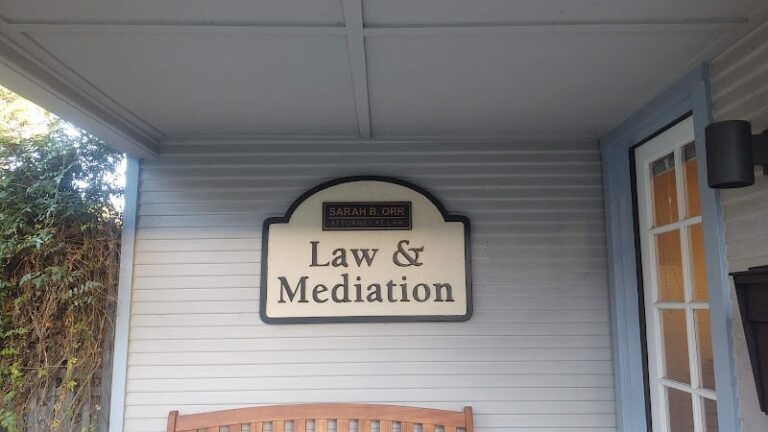 SARAH B. ORR
ATTORNEY AT LAW
Law &
Mediation